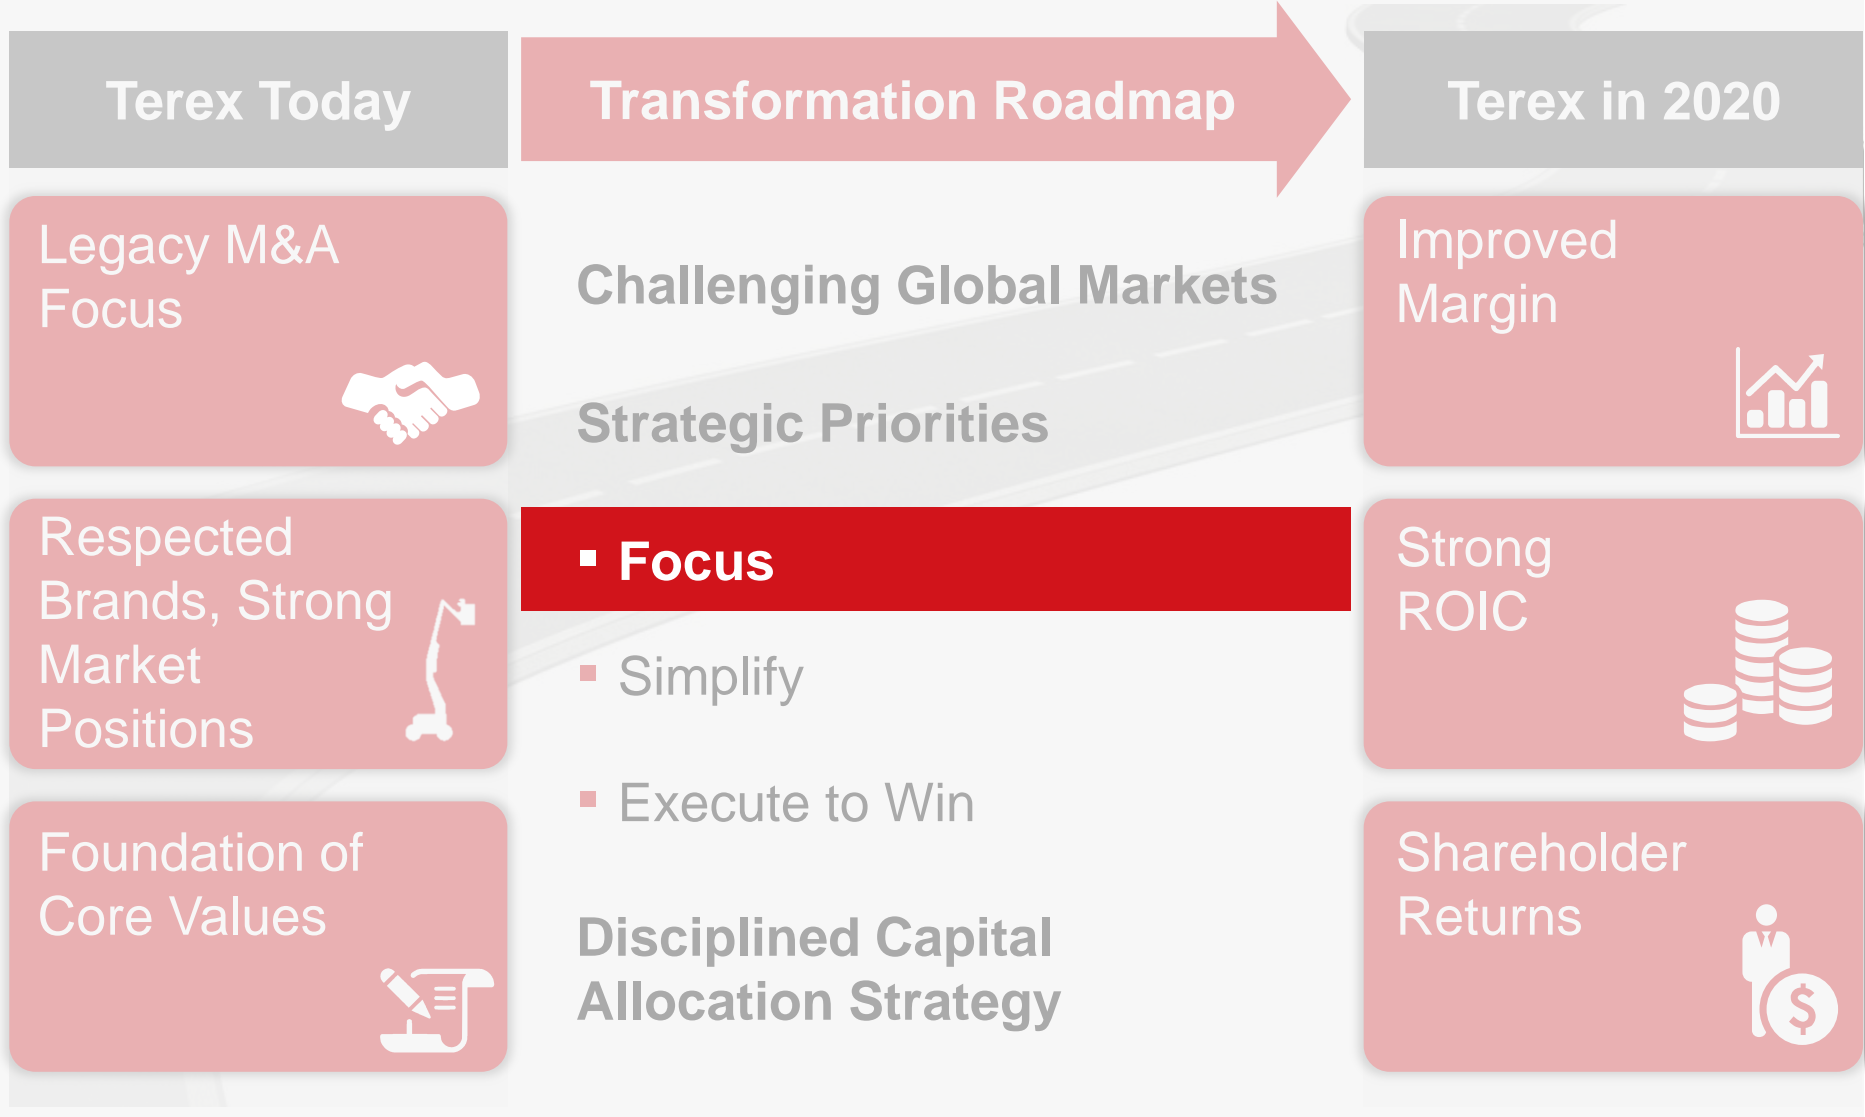 Terex Today
Transformation Roadmap
Terex in 2020
Legacy M&A
Focus
Respected
Brands, Strong
Market
Positions
Foundation of
Core Values
Challenging Global Markets
Strategic Priorities
▪ Focus
▪ Simplify
▪ Execute to Win
Disciplined Capital
Allocation Strategy
Improved
Margin
Strong
ROIC
Shareholder
Returns
$